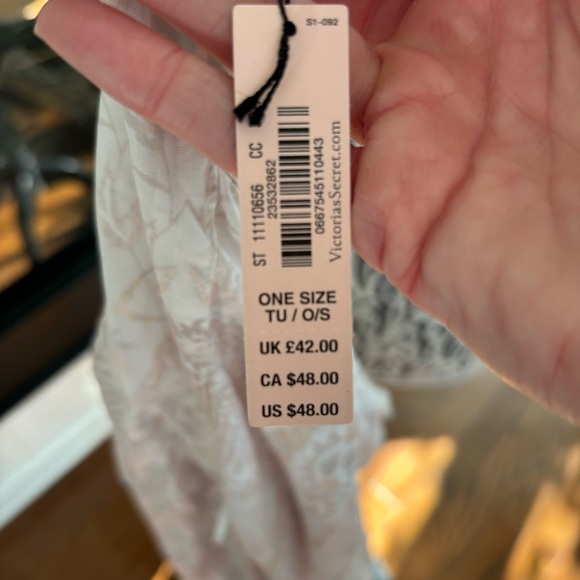 S1-092
ST 11110656 CC
23532862
0667545110443
VictoriasSecret.com
ONE SIZE
TU / O/S
UK £42.00
CA $48.00
US $48.00